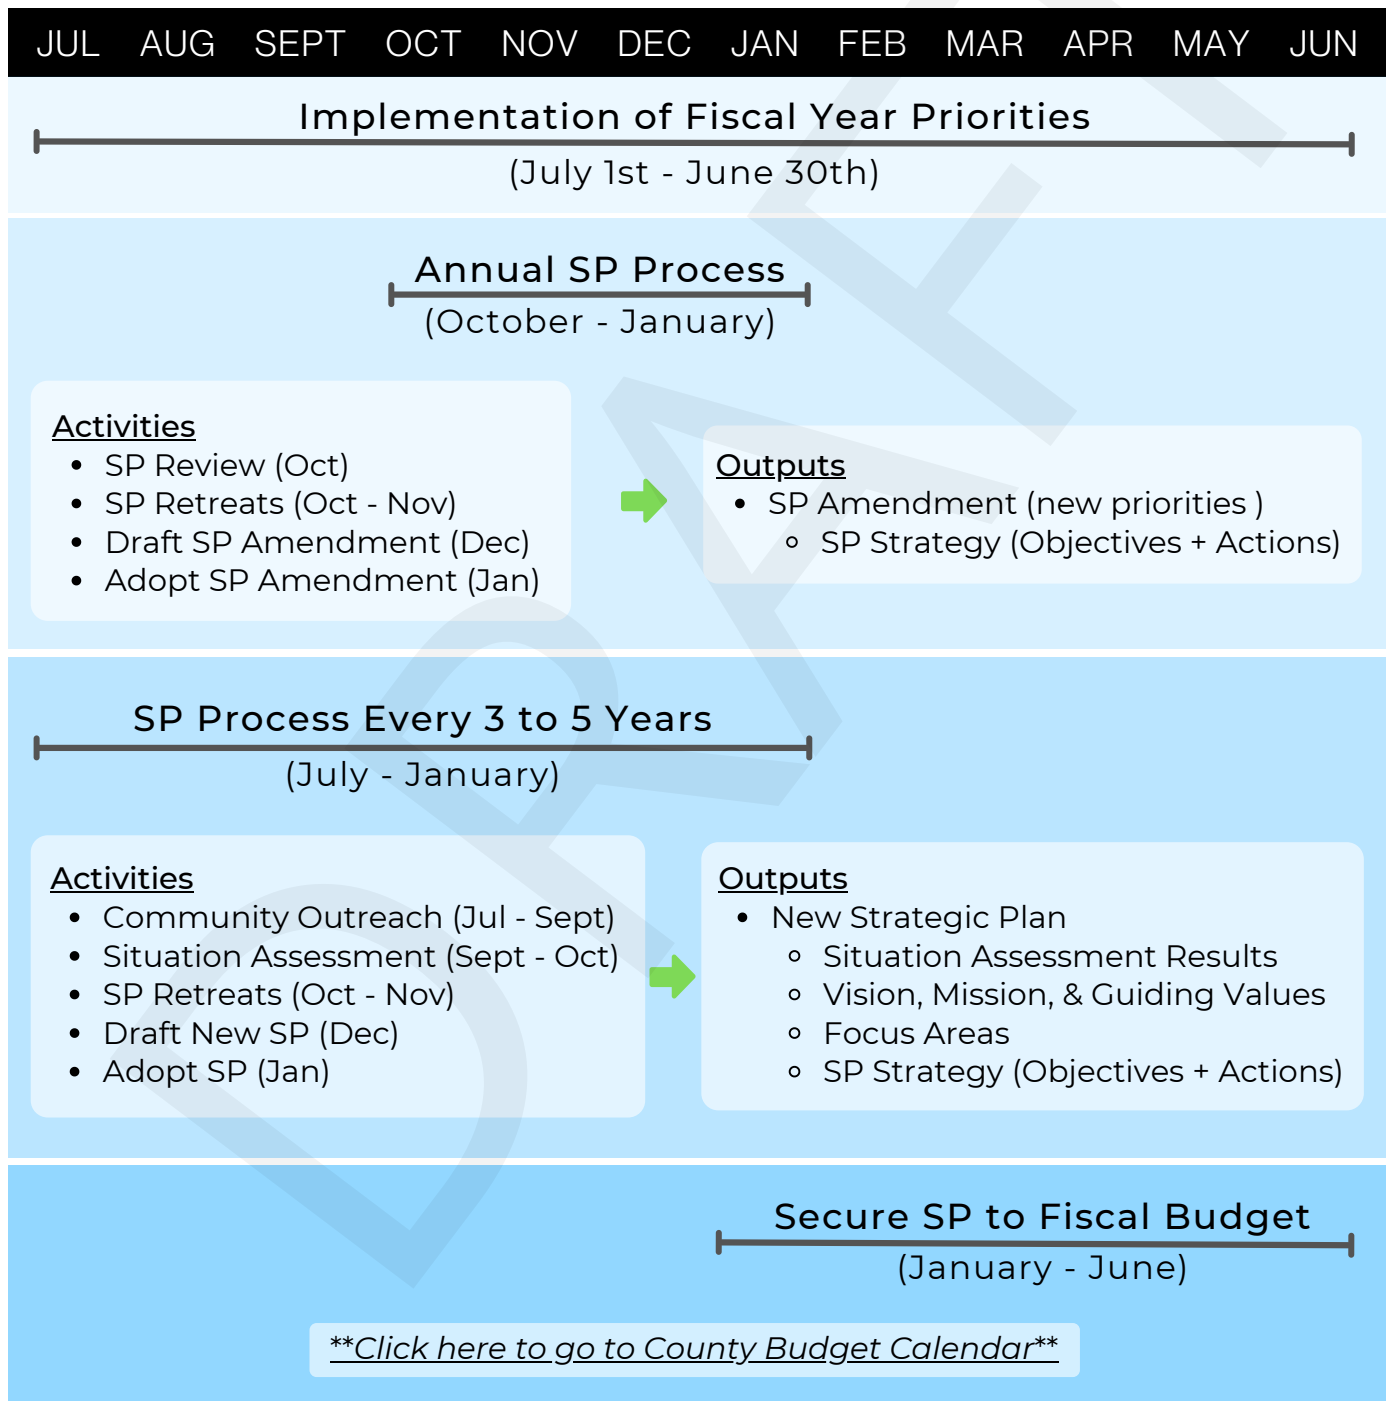 JUL AUG SEPT OCT NOV DEC JAN FEB MAR APR MAY JUN
Implementation of Fiscal Year Priorities
(July 1st - June 30th)
Annual SP Process
(October - January)
Activities
• SP Review (Oct)
• SP Retreats (Oct - Nov)
• Draft SP Amendment (Dec)
• Adopt SP Amendment (Jan)
Outputs
• SP Amendment (new priorities )
◦ SP Strategy (Objectives + Actions)
SP Process Every 3 to 5 Years
(July - January)
Activities
• Community Outreach (Jul - Sept)
• Situation Assessment (Sept - Oct)
• SP Retreats (Oct - Nov)
• Draft New SP (Dec)
• Adopt SP (Jan)
Outputs
• New Strategic Plan
◦ Situation Assessment Results
◦ Vision, Mission, & Guiding Values
◦ Focus Areas
◦ SP Strategy (Objectives + Actions)
Secure SP to Fiscal Budget
(January - June)
**Click here to go to County Budget Calendar**
DRAFT